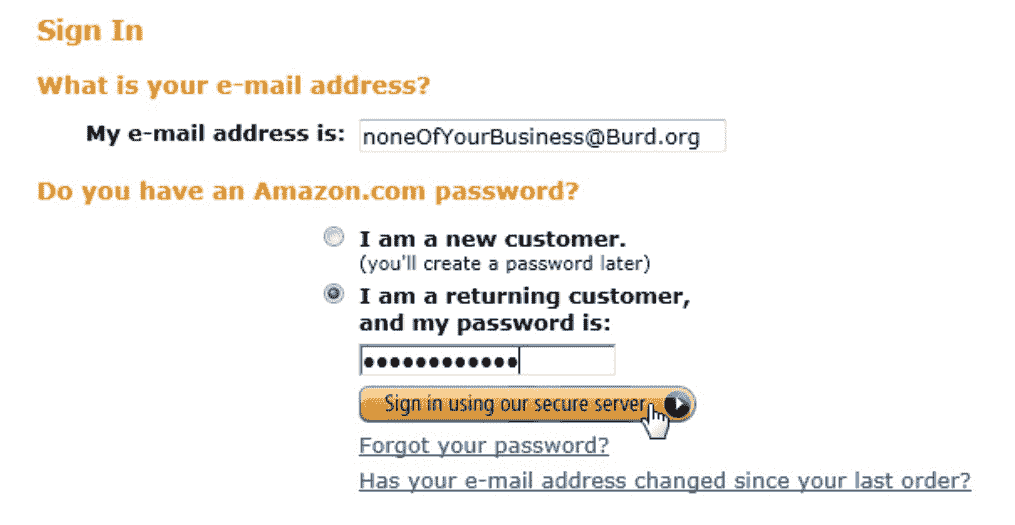 Sign In
What is your e-mail address?
My e-mail address is: noneOfYourBusiness@Burd.org
Do you have an Amazon.com password?
I am a new customer.
(you'll create a password later)
I am a returning customer,
and my password is:
●●●●●●●●●●●●
Sign in using our secure server
Forgot your password?
Has your e-mail address changed since your last order?